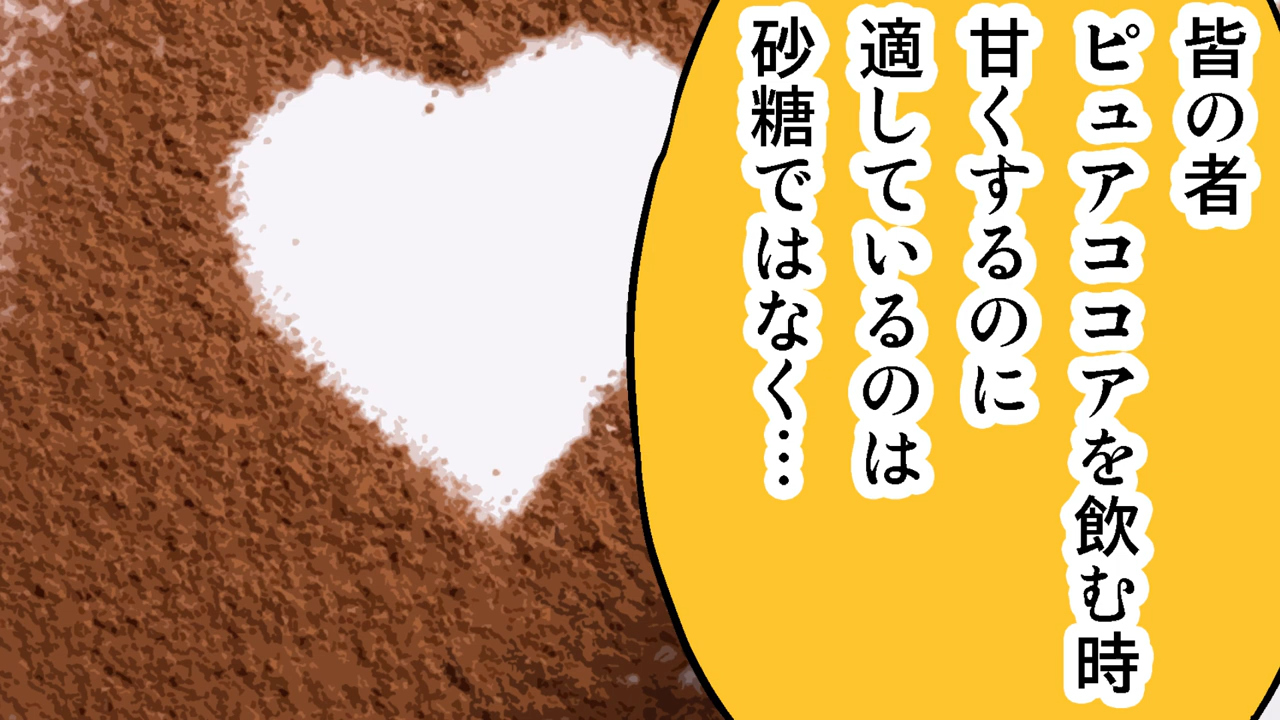 皆の者
ピュアココアを飲む時
甘くするのに
適しているのは
砂糖ではなく…